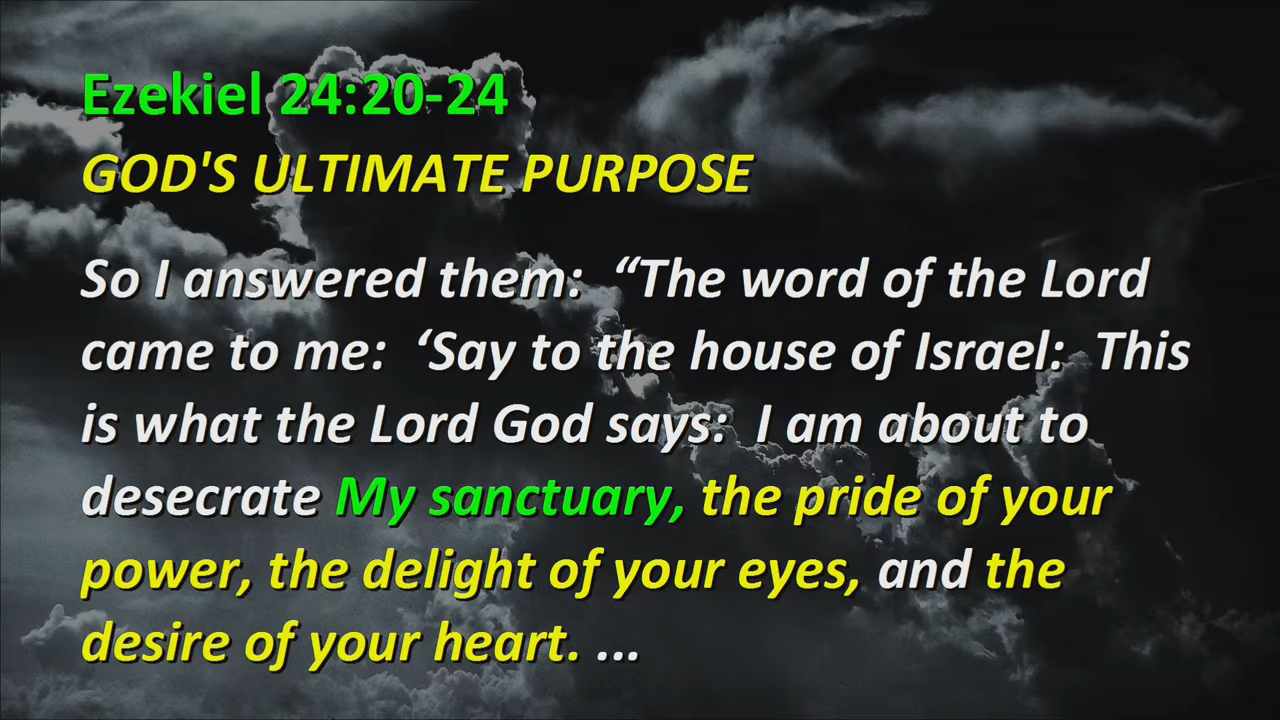 Ezekiel 24:20-24
GOD'S ULTIMATE PURPOSE
So I answered them:  “The word of the Lord
came to me:  ‘Say to the house of Israel:  This
is what the Lord God says:  I am about to
desecrate My sanctuary, the pride of your
power, the delight of your eyes, and the
desire of your heart. ...